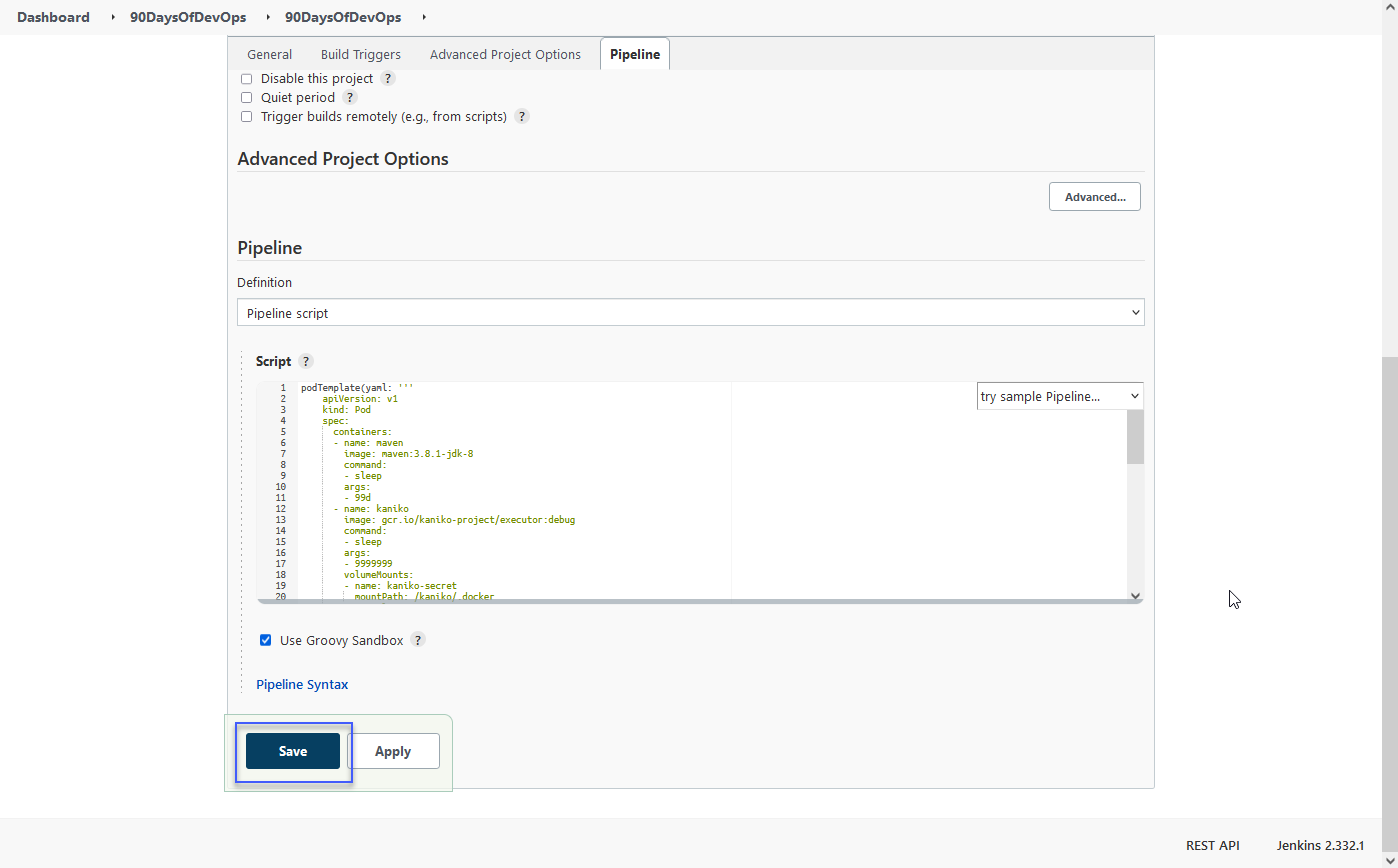 Dashboard 90DaysOfDevOps 90DaysOfDevOps
General Build Triggers Advanced Project Options Pipeline
Disable this project ?
Quiet period ?
Trigger builds remotely (e.g., from scripts) ?
Advanced Project Options
Advanced...
Pipeline
Definition
Pipeline script
Script ?
try sample Pipeline...
1 podTemplate(yaml: '''
2 apiVersion: v1
3 kind: Pod
4 spec:
5 containers:
6 - name: maven
7 image: maven:3.8.1-jdk-8
8 command:
9 - sleep
10 args:
11 - 99d
12 - name: kaniko
13 image: gcr.io/kaniko-project/executor:debug
14 command:
15 - sleep
16 args:
17 - 9999999
18 volumeMounts:
19 - name: kaniko-secret
20 mountPath: /kaniko/.docker
Use Groovy Sandbox ?
Pipeline Syntax
Save Apply
REST API Jenkins 2.332.1